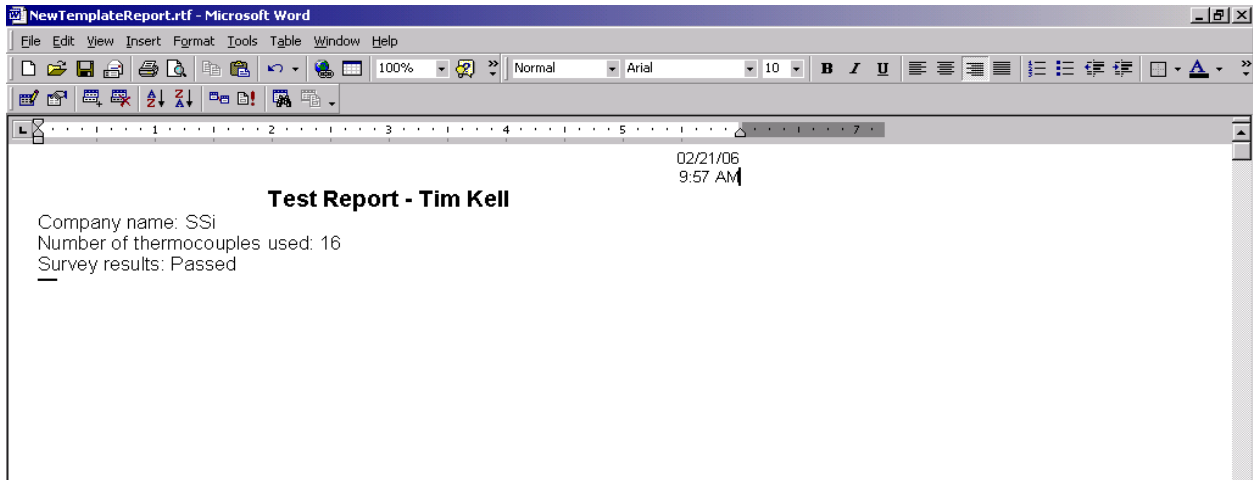 NewTemplateReport.rtf - Microsoft Word
File Edit View Insert Format Tools Table Window Help
100% Normal Arial 10 B I U A
1 2 3 4 5 7
02/21/06
9:57 AM
Test Report - Tim Kell
Company name: SSi
Number of thermocouples used: 16
Survey results: Passed